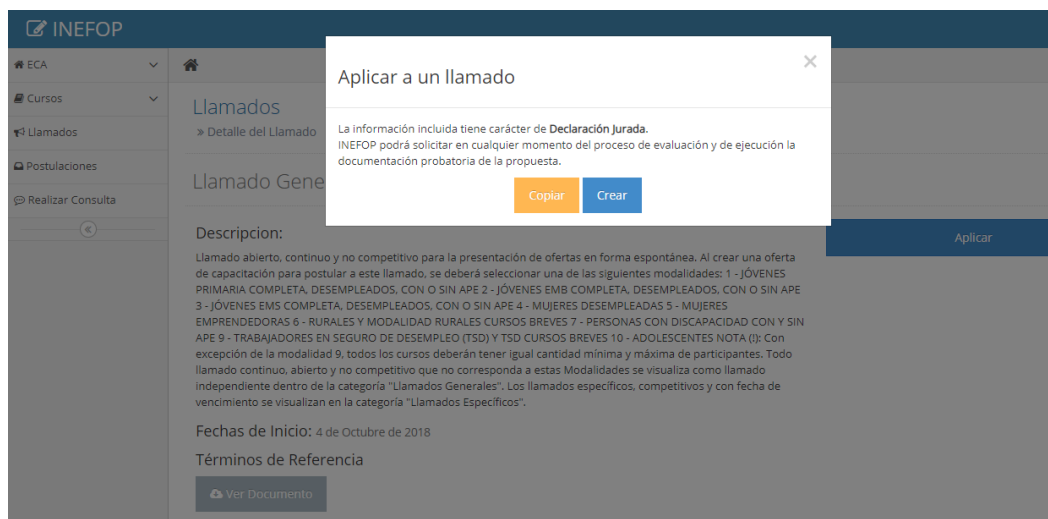 INEFOP
ECA
Cursos
Llamados
Postulaciones
Realizar Consulta
Llamados
» Detalle del Llamado
Llamado Gene
Aplicar a un llamado
×
La información incluida tiene carácter de Declaración Jurada.
INEFOP podrá solicitar en cualquier momento del proceso de evaluación y de ejecución la
documentación probatoria de la propuesta.
Copiar
Crear
Aplicar
Descripcion:
Llamado abierto, continuo y no competitivo para la presentación de ofertas en forma espontánea. Al crear una oferta
de capacitación para postular a este llamado, se deberá seleccionar una de las siguientes modalidades: 1 - JÓVENES
PRIMARIA COMPLETA, DESEMPLEADOS, CON O SIN APE 2 - JÓVENES EMB COMPLETA, DESEMPLEADOS, CON O SIN APE
3 - JÓVENES EMS COMPLETA, DESEMPLEADOS, CON O SIN APE 4 - MUJERES DESEMPLEADAS 5 - MUJERES
EMPRENDEDORAS 6 - RURALES Y MODALIDAD RURALES CURSOS BREVES 7 - PERSONAS CON DISCAPACIDAD CON Y SIN
APE 9 - TRABAJADORES EN SEGURO DE DESEMPLEO (TSD) Y TSD CURSOS BREVES 10 - ADOLESCENTES NOTA (!): Con
excepción de la modalidad 9, todos los cursos deberán tener igual cantidad mínima y máxima de participantes. Todo
llamado continuo, abierto y no competitivo que no corresponda a estas Modalidades se visualiza como llamado
independiente dentro de la categoría "Llamados Generales". Los llamados específicos, competitivos y con fecha de
vencimiento se visualizan en la categoría "Llamados Específicos".
Fechas de Inicio: 4 de Octubre de 2018
Términos de Referencia
Ver Documento